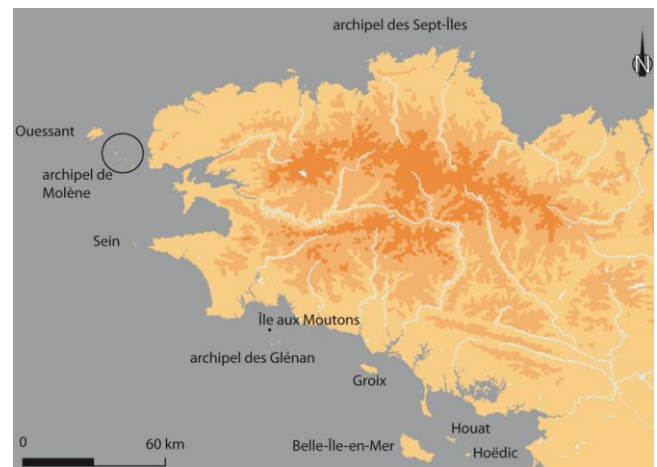 archipel des Sept-Îles
N
Ouessant
archipel de
Molène
Sein
Île aux Moutons
archipel des Glénan
Groix
Houat
Belle-Île-en-Mer
Hoëdic
0
60 km